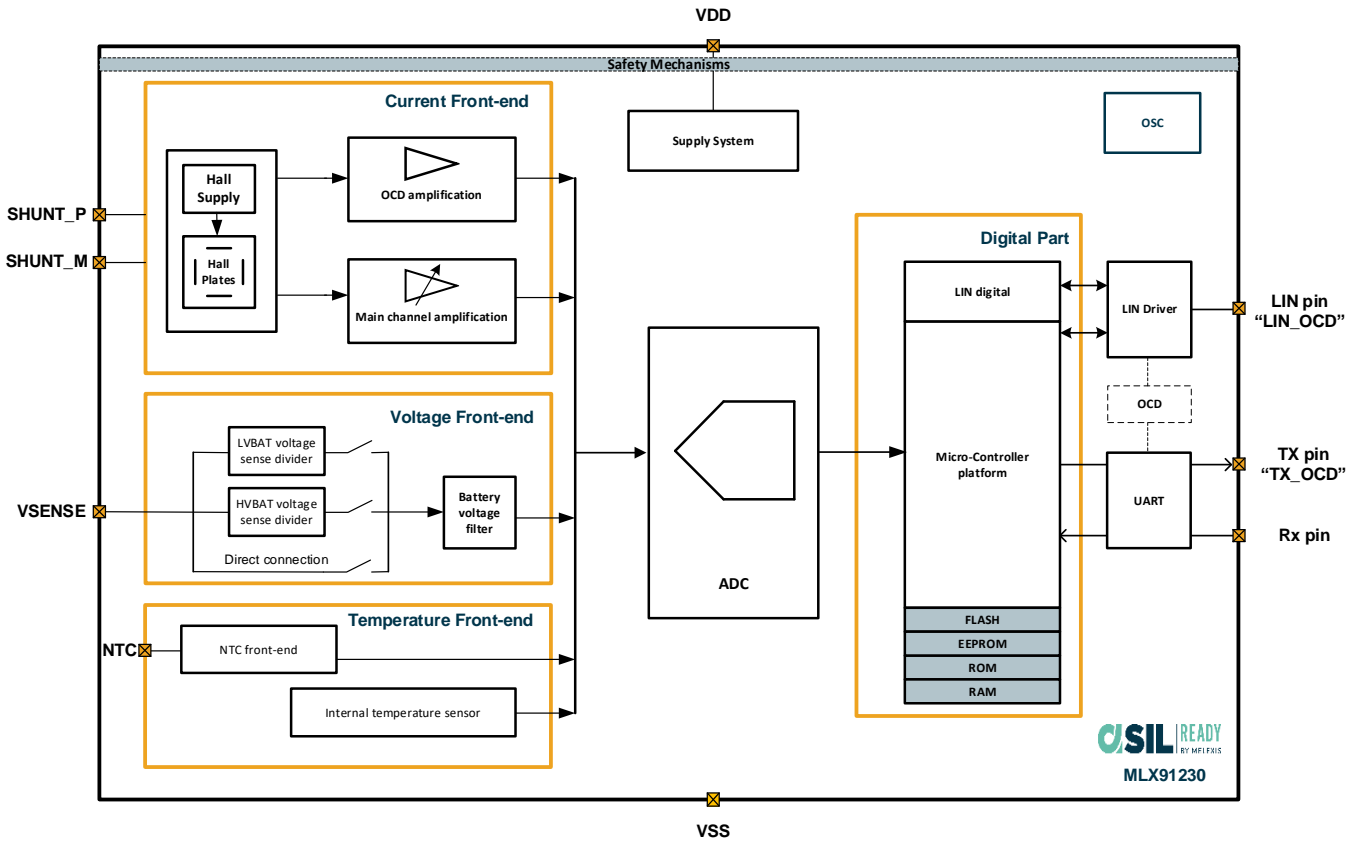 VDD
Safety Mechanisms
Current Front-end
Hall
Supply
Hall
Plates
OCD amplification
Main channel amplification
Supply System
OSC
SHUNT_P
SHUNT_M
Digital Part
LIN digital
LIN Driver
LIN pin
“LIN_OCD”
OCD
Micro-Controller
platform
UART
TX pin
“TX_OCD”
Rx pin
Voltage Front-end
LVBAT voltage
sense divider
HVBAT voltage
sense divider
Direct connection
Battery
voltage
filter
VSENSE
ADC
FLASH
EEPROM
ROM
RAM
Temperature Front-end
NTC
NTC front-end
Internal temperature sensor
aSIL READY
BY MELEXIS
MLX91230
VSS